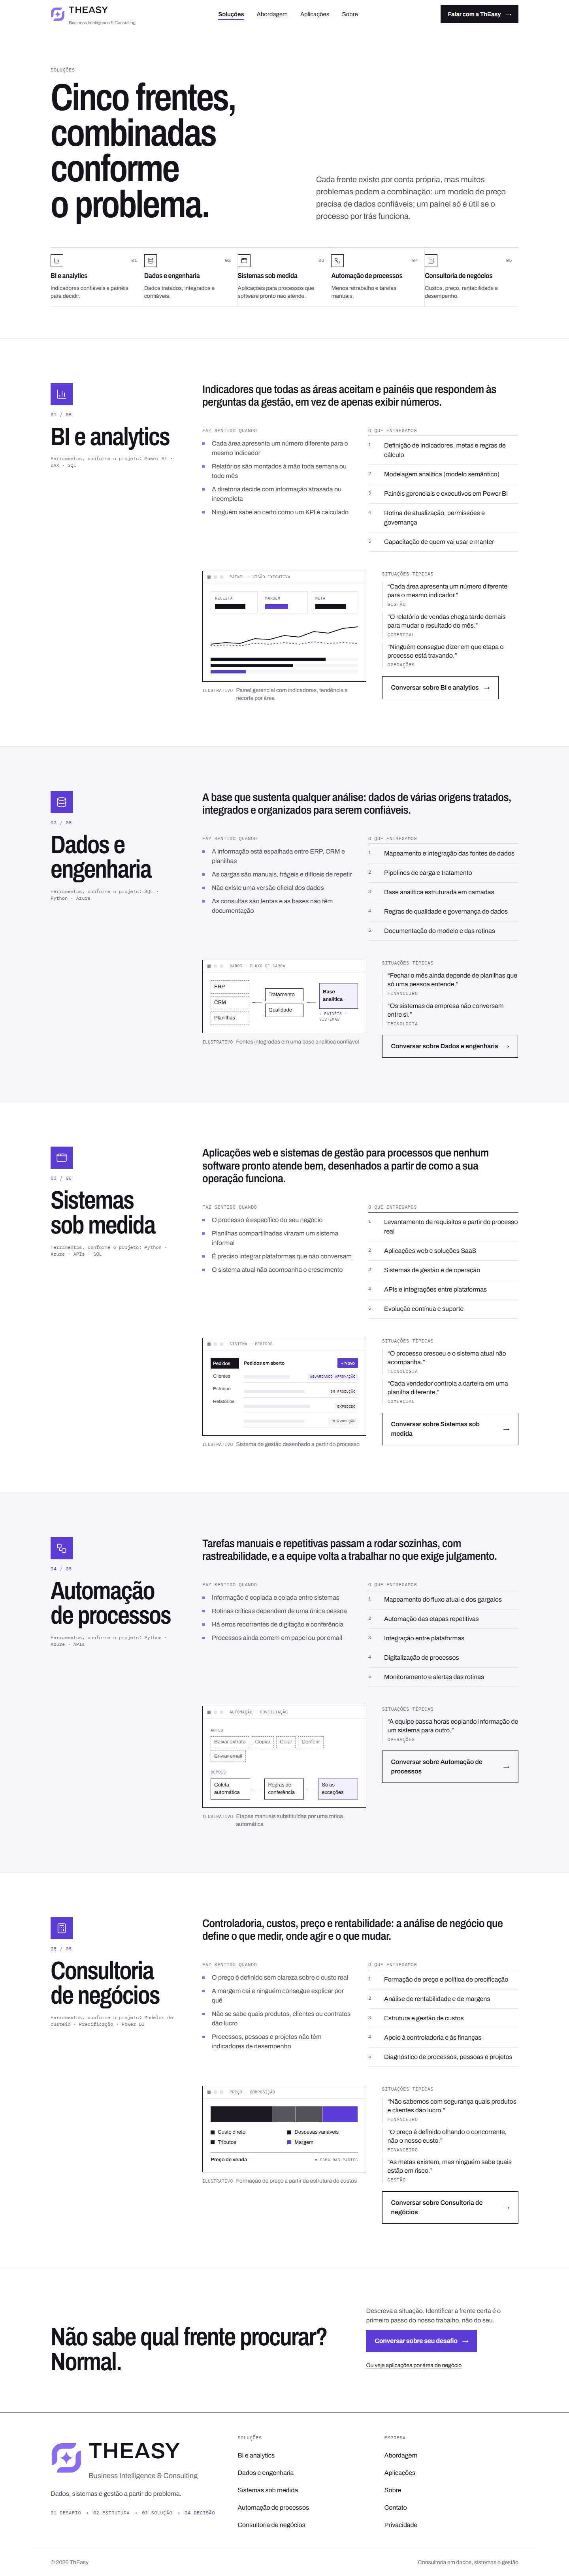 THEASY
Business Intelligence & Consulting
Soluções
Abordagem
Aplicações
Sobre
Falar com a ThEasy →
SOLUÇÕES
Cinco frentes,
combinadas
conforme
o problema.
Cada frente existe por conta própria, mas muitos
problemas pedem a combinação: um modelo de preço
precisa de dados confiáveis; um painel só é útil se o
processo por trás funciona.
01
BI e analytics
Indicadores confiáveis e painéis
para decidir.
02
Dados e engenharia
Dados tratados, integrados e
confiáveis.
03
Sistemas sob medida
Aplicações para processos que
software pronto não atende.
04
Automação de processos
Menos retrabalho e tarefas
manuais.
05
Consultoria de negócios
Custos, preço, rentabilidade e
desempenho.
01 / 05
BI e analytics
Ferramentas, conforme o projeto: Power BI ·
DAX · SQL
Indicadores que todas as áreas aceitam e painéis que respondem às
perguntas da gestão, em vez de apenas exibir números.
FAZ SENTIDO QUANDO
Cada área apresenta um número diferente para o
mesmo indicador
Relatórios são montados à mão toda semana ou
todo mês
A diretoria decide com informação atrasada ou
incompleta
Ninguém sabe ao certo como um KPI é calculado
O QUE ENTREGAMOS
1 Definição de indicadores, metas e regras de
cálculo
2 Modelagem analítica (modelo semântico)
3 Painéis gerenciais e executivos em Power BI
4 Rotina de atualização, permissões e
governança
5 Capacitação de quem vai usar e manter
PAINEL · VISÃO EXECUTIVA
RECEITA
MARGEM
META
ILUSTRATIVO Painel gerencial com indicadores, tendência e
recorte por área
SITUAÇÕES TÍPICAS
“Cada área apresenta um número diferente
para o mesmo indicador.”
GESTÃO
“O relatório de vendas chega tarde demais
para mudar o resultado do mês.”
COMERCIAL
“Ninguém consegue dizer em que etapa o
processo está travando.”
OPERAÇÕES
Conversar sobre BI e analytics →
02 / 05
Dados e
engenharia
Ferramentas, conforme o projeto: SQL ·
Python · Azure
A base que sustenta qualquer análise: dados de várias origens tratados,
integrados e organizados para serem confiáveis.
FAZ SENTIDO QUANDO
A informação está espalhada entre ERP, CRM e
planilhas
As cargas são manuais, frágeis e difíceis de repetir
Não existe uma versão oficial dos dados
As consultas são lentas e as bases não têm
documentação
O QUE ENTREGAMOS
1 Mapeamento e integração das fontes de dados
2 Pipelines de carga e tratamento
3 Base analítica estruturada em camadas
4 Regras de qualidade e governança de dados
5 Documentação do modelo e das rotinas
DADOS · FLUXO DE CARGA
ERP
CRM
Planilhas
Tratamento
Qualidade
Base
analítica
→ PAINÉIS ·
SISTEMAS
ILUSTRATIVO Fontes integradas em uma base analítica confiável
SITUAÇÕES TÍPICAS
“Fechar o mês ainda depende de planilhas que
só uma pessoa entende.”
FINANCEIRO
“Os sistemas da empresa não conversam
entre si.”
TECNOLOGIA
Conversar sobre Dados e engenharia →
03 / 05
Sistemas
sob medida
Ferramentas, conforme o projeto: Python ·
Azure · APIs · SQL
Aplicações web e sistemas de gestão para processos que nenhum
software pronto atende bem, desenhados a partir de como a sua
operação funciona.
FAZ SENTIDO QUANDO
O processo é específico do seu negócio
Planilhas compartilhadas viraram um sistema
informal
É preciso integrar plataformas que não conversam
O sistema atual não acompanha o crescimento
O QUE ENTREGAMOS
1 Levantamento de requisitos a partir do processo
real
2 Aplicações web e soluções SaaS
3 Sistemas de gestão e de operação
4 APIs e integrações entre plataformas
5 Evolução contínua e suporte
SISTEMA · PEDIDOS
Pedidos
Clientes
Estoque
Relatórios
Pedidos em aberto
+ Novo
AGUARDANDO APROVAÇÃO
EM PRODUÇÃO
EXPEDIDO
EM PRODUÇÃO
ILUSTRATIVO Sistema de gestão desenhado a partir do processo
SITUAÇÕES TÍPICAS
“O processo cresceu e o sistema atual não
acompanha.”
TECNOLOGIA
“Cada vendedor controla a carteira em uma
planilha diferente.”
COMERCIAL
Conversar sobre Sistemas sob
medida →
04 / 05
Automação
de processos
Ferramentas, conforme o projeto: Python ·
Azure · APIs
Tarefas manuais e repetitivas passam a rodar sozinhas, com
rastreabilidade, e a equipe volta a trabalhar no que exige julgamento.
FAZ SENTIDO QUANDO
Informação é copiada e colada entre sistemas
Rotinas críticas dependem de uma única pessoa
Há erros recorrentes de digitação e conferência
Processos ainda correm em papel ou por email
O QUE ENTREGAMOS
1 Mapeamento do fluxo atual e dos gargalos
2 Automação das etapas repetitivas
3 Integração entre plataformas
4 Digitalização de processos
5 Monitoramento e alertas das rotinas
AUTOMAÇÃO · CONCILIAÇÃO
ANTES
Baixar extrato
Copiar
Colar
Conferir
Enviar email
DEPOIS
Coleta
automática
Regras de
conferência
Só as
exceções
ILUSTRATIVO Etapas manuais substituídas por uma rotina
automática
SITUAÇÕES TÍPICAS
“A equipe passa horas copiando informação de
um sistema para outro.”
OPERAÇÕES
Conversar sobre Automação de
processos →
05 / 05
Consultoria
de negócios
Ferramentas, conforme o projeto: Modelos de
custeio · Precificação · Power BI
Controladoria, custos, preço e rentabilidade: a análise de negócio que
define o que medir, onde agir e o que mudar.
FAZ SENTIDO QUANDO
O preço é definido sem clareza sobre o custo real
A margem cai e ninguém consegue explicar por
quê
Não se sabe quais produtos, clientes ou contratos
dão lucro
Processos, pessoas e projetos não têm
indicadores de desempenho
O QUE ENTREGAMOS
1 Formação de preço e política de precificação
2 Análise de rentabilidade e de margens
3 Estrutura e gestão de custos
4 Apoio à controladoria e às finanças
5 Diagnóstico de processos, pessoas e projetos
PREÇO · COMPOSIÇÃO
Custo direto
Despesas variáveis
Tributos
Margem
Preço de venda
= SOMA DAS PARTES
ILUSTRATIVO Formação de preço a partir da estrutura de custos
SITUAÇÕES TÍPICAS
“Não sabemos com segurança quais produtos
e clientes dão lucro.”
FINANCEIRO
“O preço é definido olhando o concorrente,
não o nosso custo.”
FINANCEIRO
“As metas existem, mas ninguém sabe quais
estão em risco.”
GESTÃO
Conversar sobre Consultoria de
negócios →
Não sabe qual frente procurar?
Normal.
Descreva a situação. Identificar a frente certa é o
primeiro passo do nosso trabalho, não do seu.
Conversar sobre seu desafio →
Ou veja aplicações por área de negócio
THEASY
Business Intelligence & Consulting
Dados, sistemas e gestão a partir do problema.
01 DESAFIO → 02 ESTRUTURA → 03 SOLUÇÃO → 04 DECISÃO
SOLUÇÕES
BI e analytics
Dados e engenharia
Sistemas sob medida
Automação de processos
Consultoria de negócios
EMPRESA
Abordagem
Aplicações
Sobre
Contato
Privacidade
© 2026 ThEasy
Consultoria em dados, sistemas e gestão